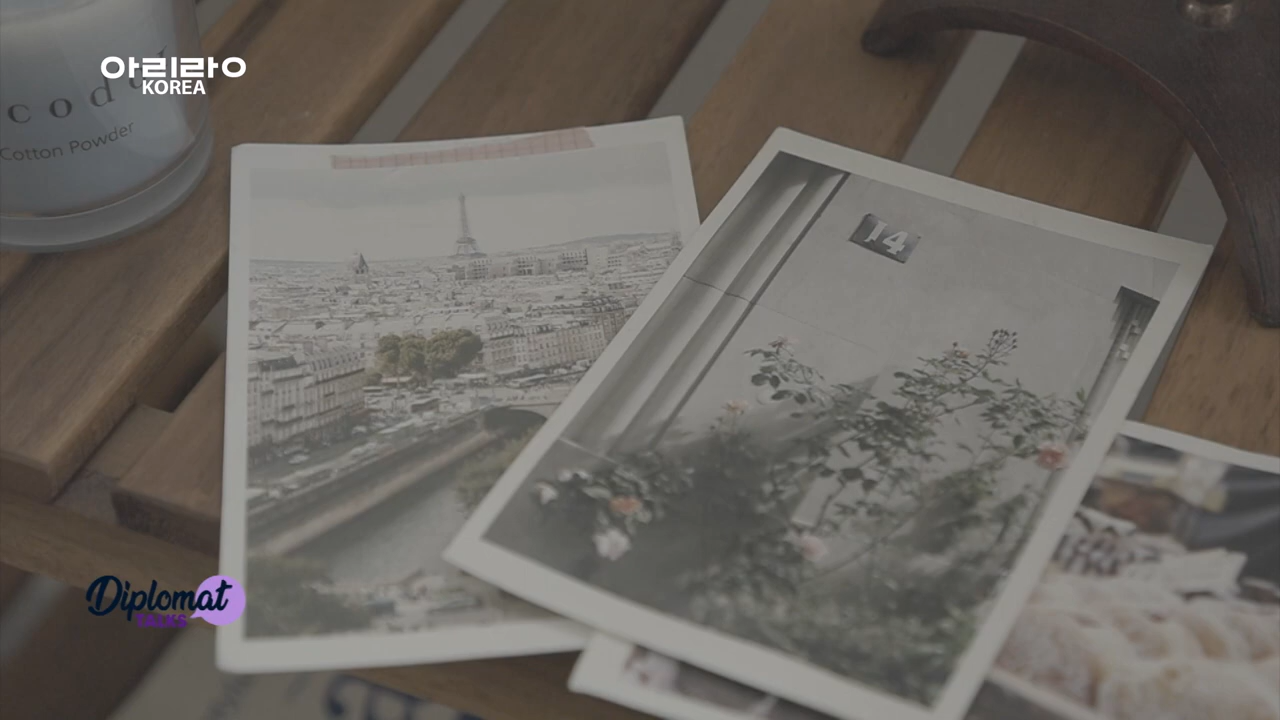 아리랑
KOREA
cod
Cotton Powder
14
Diplomat
TALKS